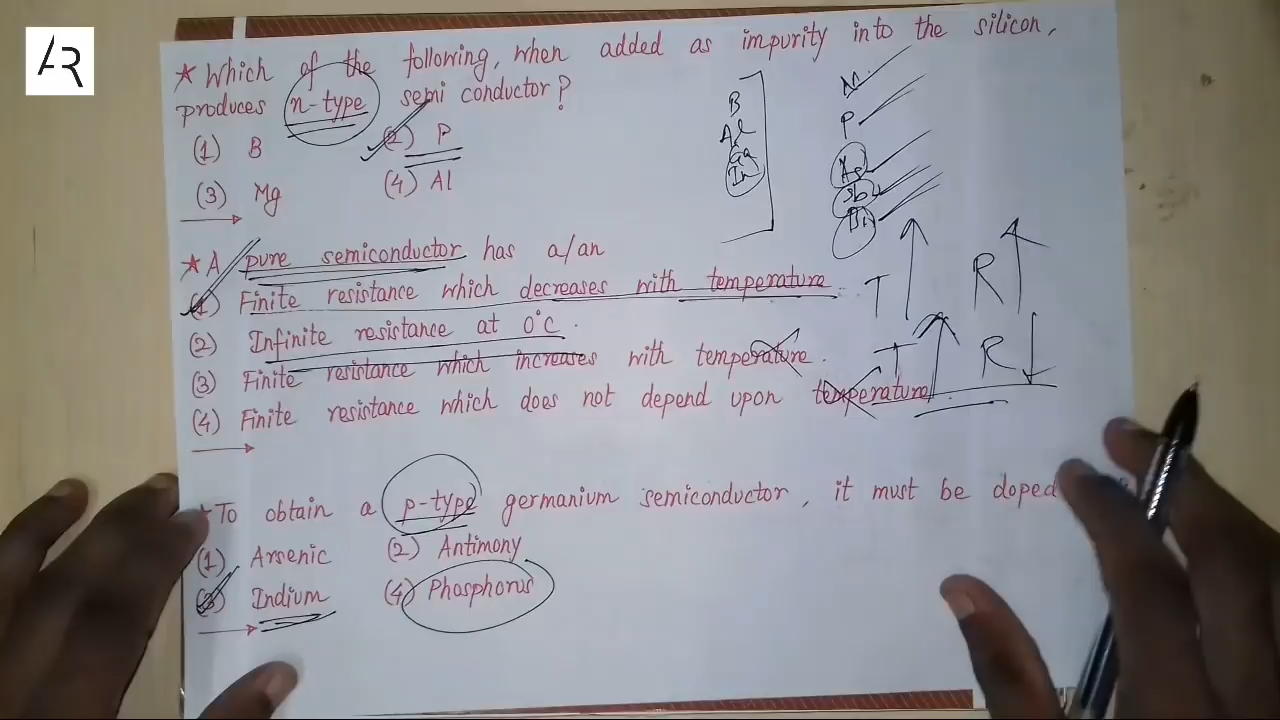 AR
★ Which of the following, when added as impurity into the silicon,
produces n-type semi conductor?
(1) B (2) P
(3) Mg (4) Al
B
Al
Ga
In
N
P
As
Sb
Bi
★ A pure semiconductor has a/an
(1) Finite resistance which decreases with temperature.
(2) Infinite resistance at 0°C.
(3) Finite resistance which increases with temperature.
(4) Finite resistance which does not depend upon temperature.
T R
T R
★ To obtain a p-type germanium semiconductor, it must be doped
(1) Arsenic (2) Antimony
(3) Indium (4) Phosphorus